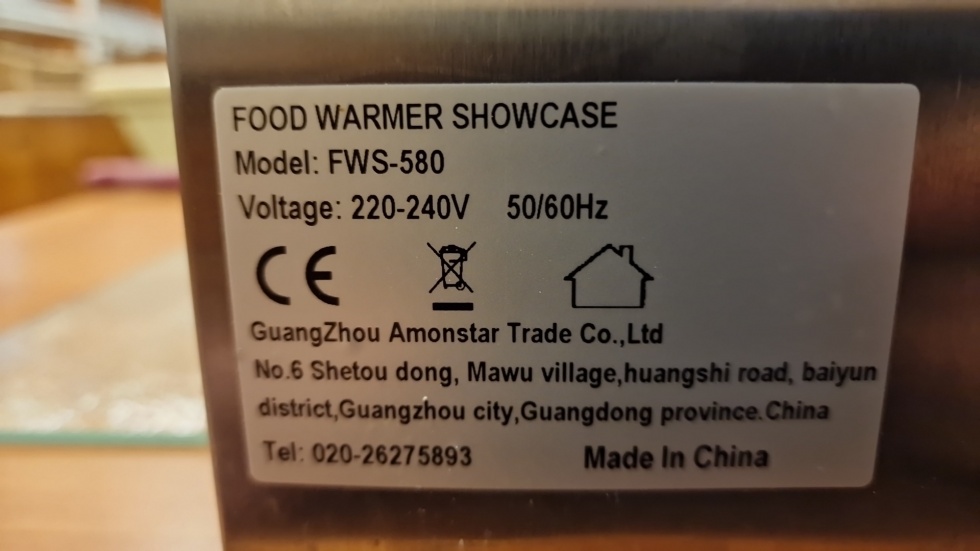 FOOD WARMER SHOWCASE
Model: FWS-580
Voltage: 220-240V 50/60Hz
CE
GuangZhou Amonstar Trade Co.,Ltd
No.6 Shetou dong, Mawu village,huangshi road, baiyun
district,Guangzhou city,Guangdong province.China
Tel: 020-26275893 Made In China